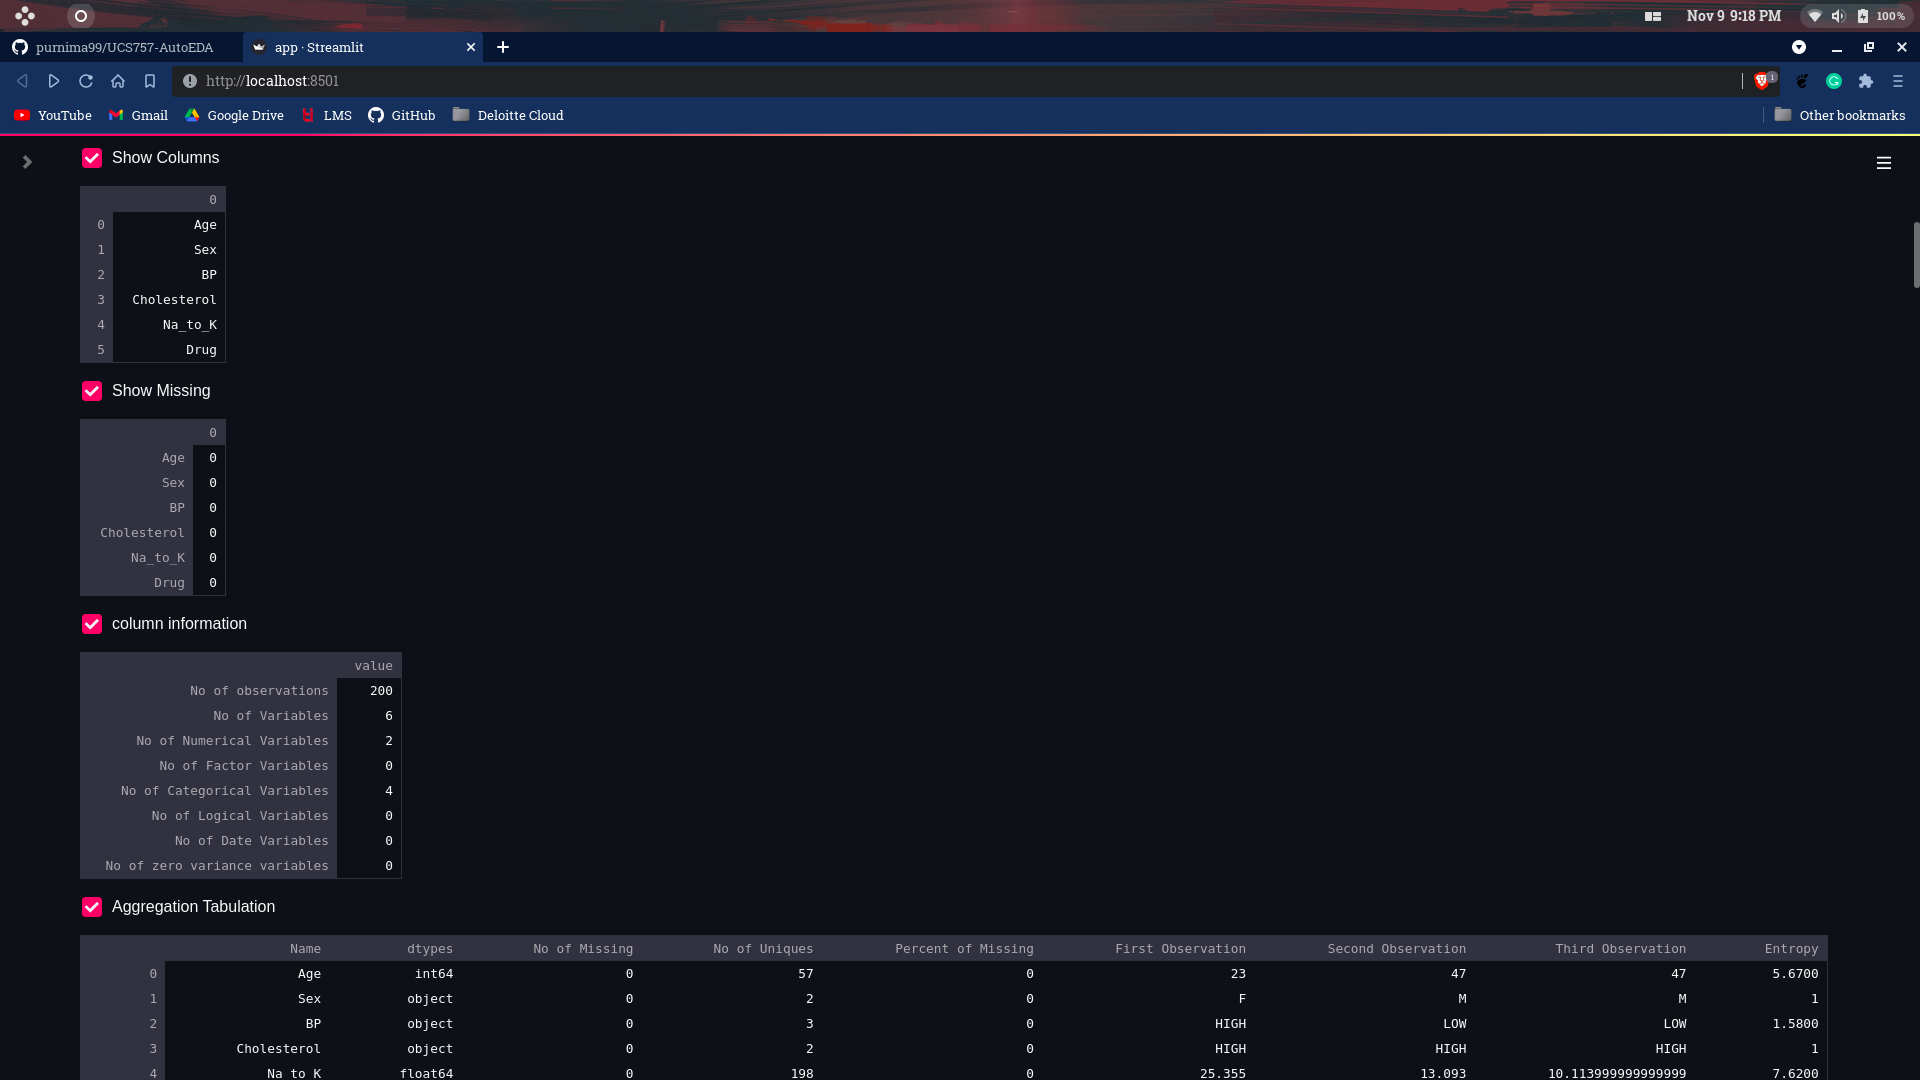 Nov 9 9:18 PM 100%
purnima99/UCS757-AutoEDA app · Streamlit
http://localhost:8501 1
YouTube Gmail Google Drive LMS GitHub Deloitte Cloud Other bookmarks
Show Columns
0
0 Age
1 Sex
2 BP
3 Cholesterol
4 Na_to_K
5 Drug
Show Missing
0
Age 0
Sex 0
BP 0
Cholesterol 0
Na_to_K 0
Drug 0
column information
value
No of observations 200
No of Variables 6
No of Numerical Variables 2
No of Factor Variables 0
No of Categorical Variables 4
No of Logical Variables 0
No of Date Variables 0
No of zero variance variables 0
Aggregation Tabulation
Name dtypes No of Missing No of Uniques Percent of Missing First Observation Second Observation Third Observation Entropy
0 Age int64 0 57 0 23 47 47 5.6700
1 Sex object 0 2 0 F M M 1
2 BP object 0 3 0 HIGH LOW LOW 1.5800
3 Cholesterol object 0 2 0 HIGH HIGH HIGH 1
4 Na_to_K float64 0 198 0 25.355 13.093 10.113999999999999 7.6200